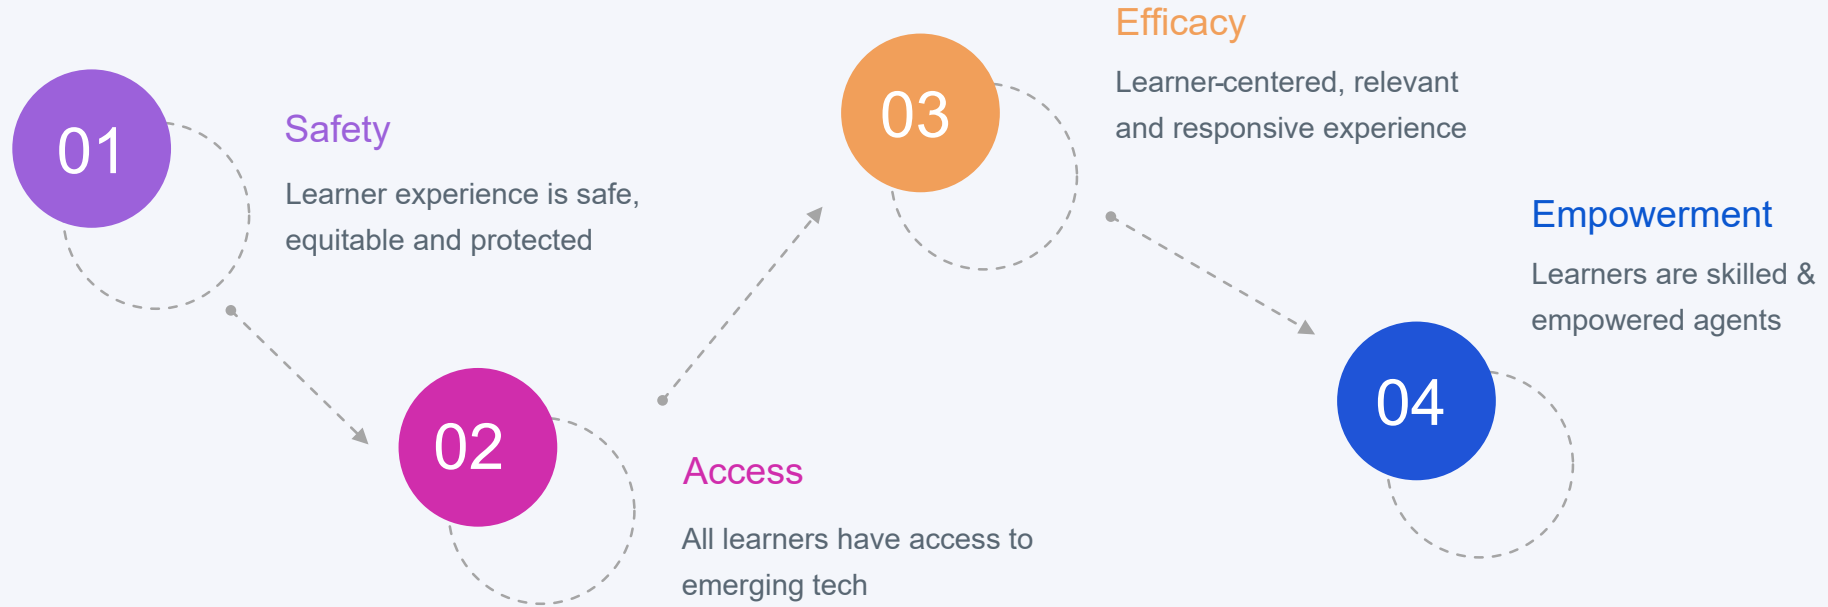 01
Safety
Learner experience is safe,
equitable and protected
02
Access
All learners have access to
emerging tech
03
Efficacy
Learner-centered, relevant
and responsive experience
04
Empowerment
Learners are skilled &
empowered agents